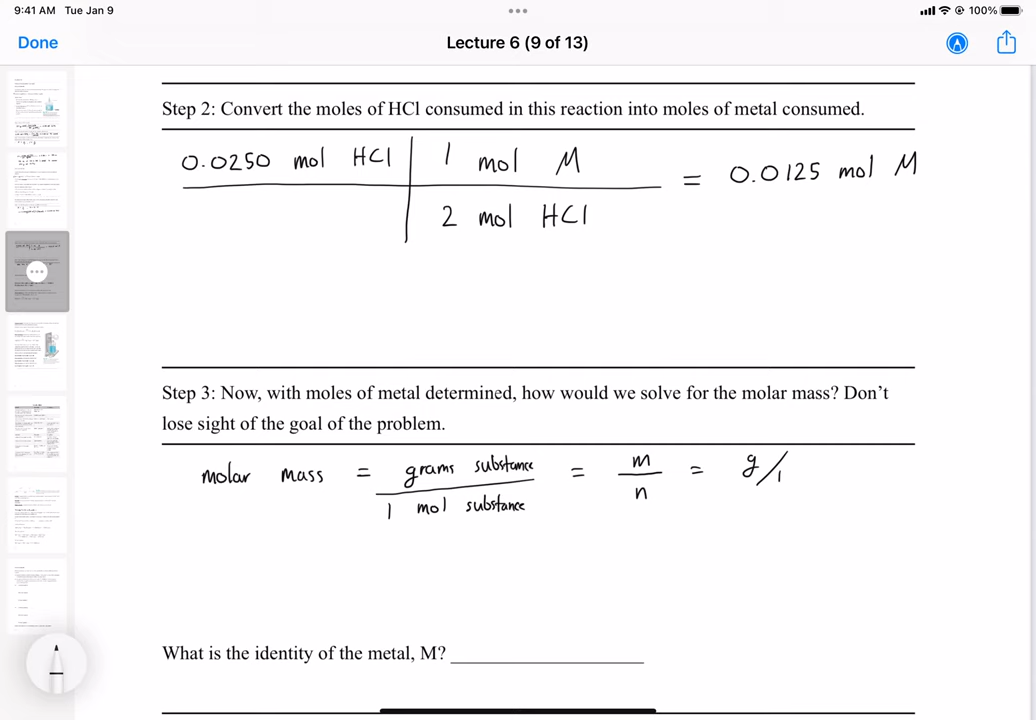 9:41 AM Tue Jan 9
100%
Done
Lecture 6 (9 of 13)
Step 2: Convert the moles of HCl consumed in this reaction into moles of metal consumed.
0.0250 mol HCl | 1 mol M = 0.0125 mol M
2 mol HCl
Step 3: Now, with moles of metal determined, how would we solve for the molar mass? Don’t
lose sight of the goal of the problem.
molar mass = grams substance = m = g/
1 mol substance n
What is the identity of the metal, M? ____________________